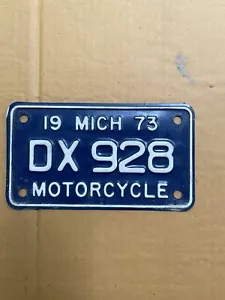 19 MICH 73
DX 928
MOTORCYCLE